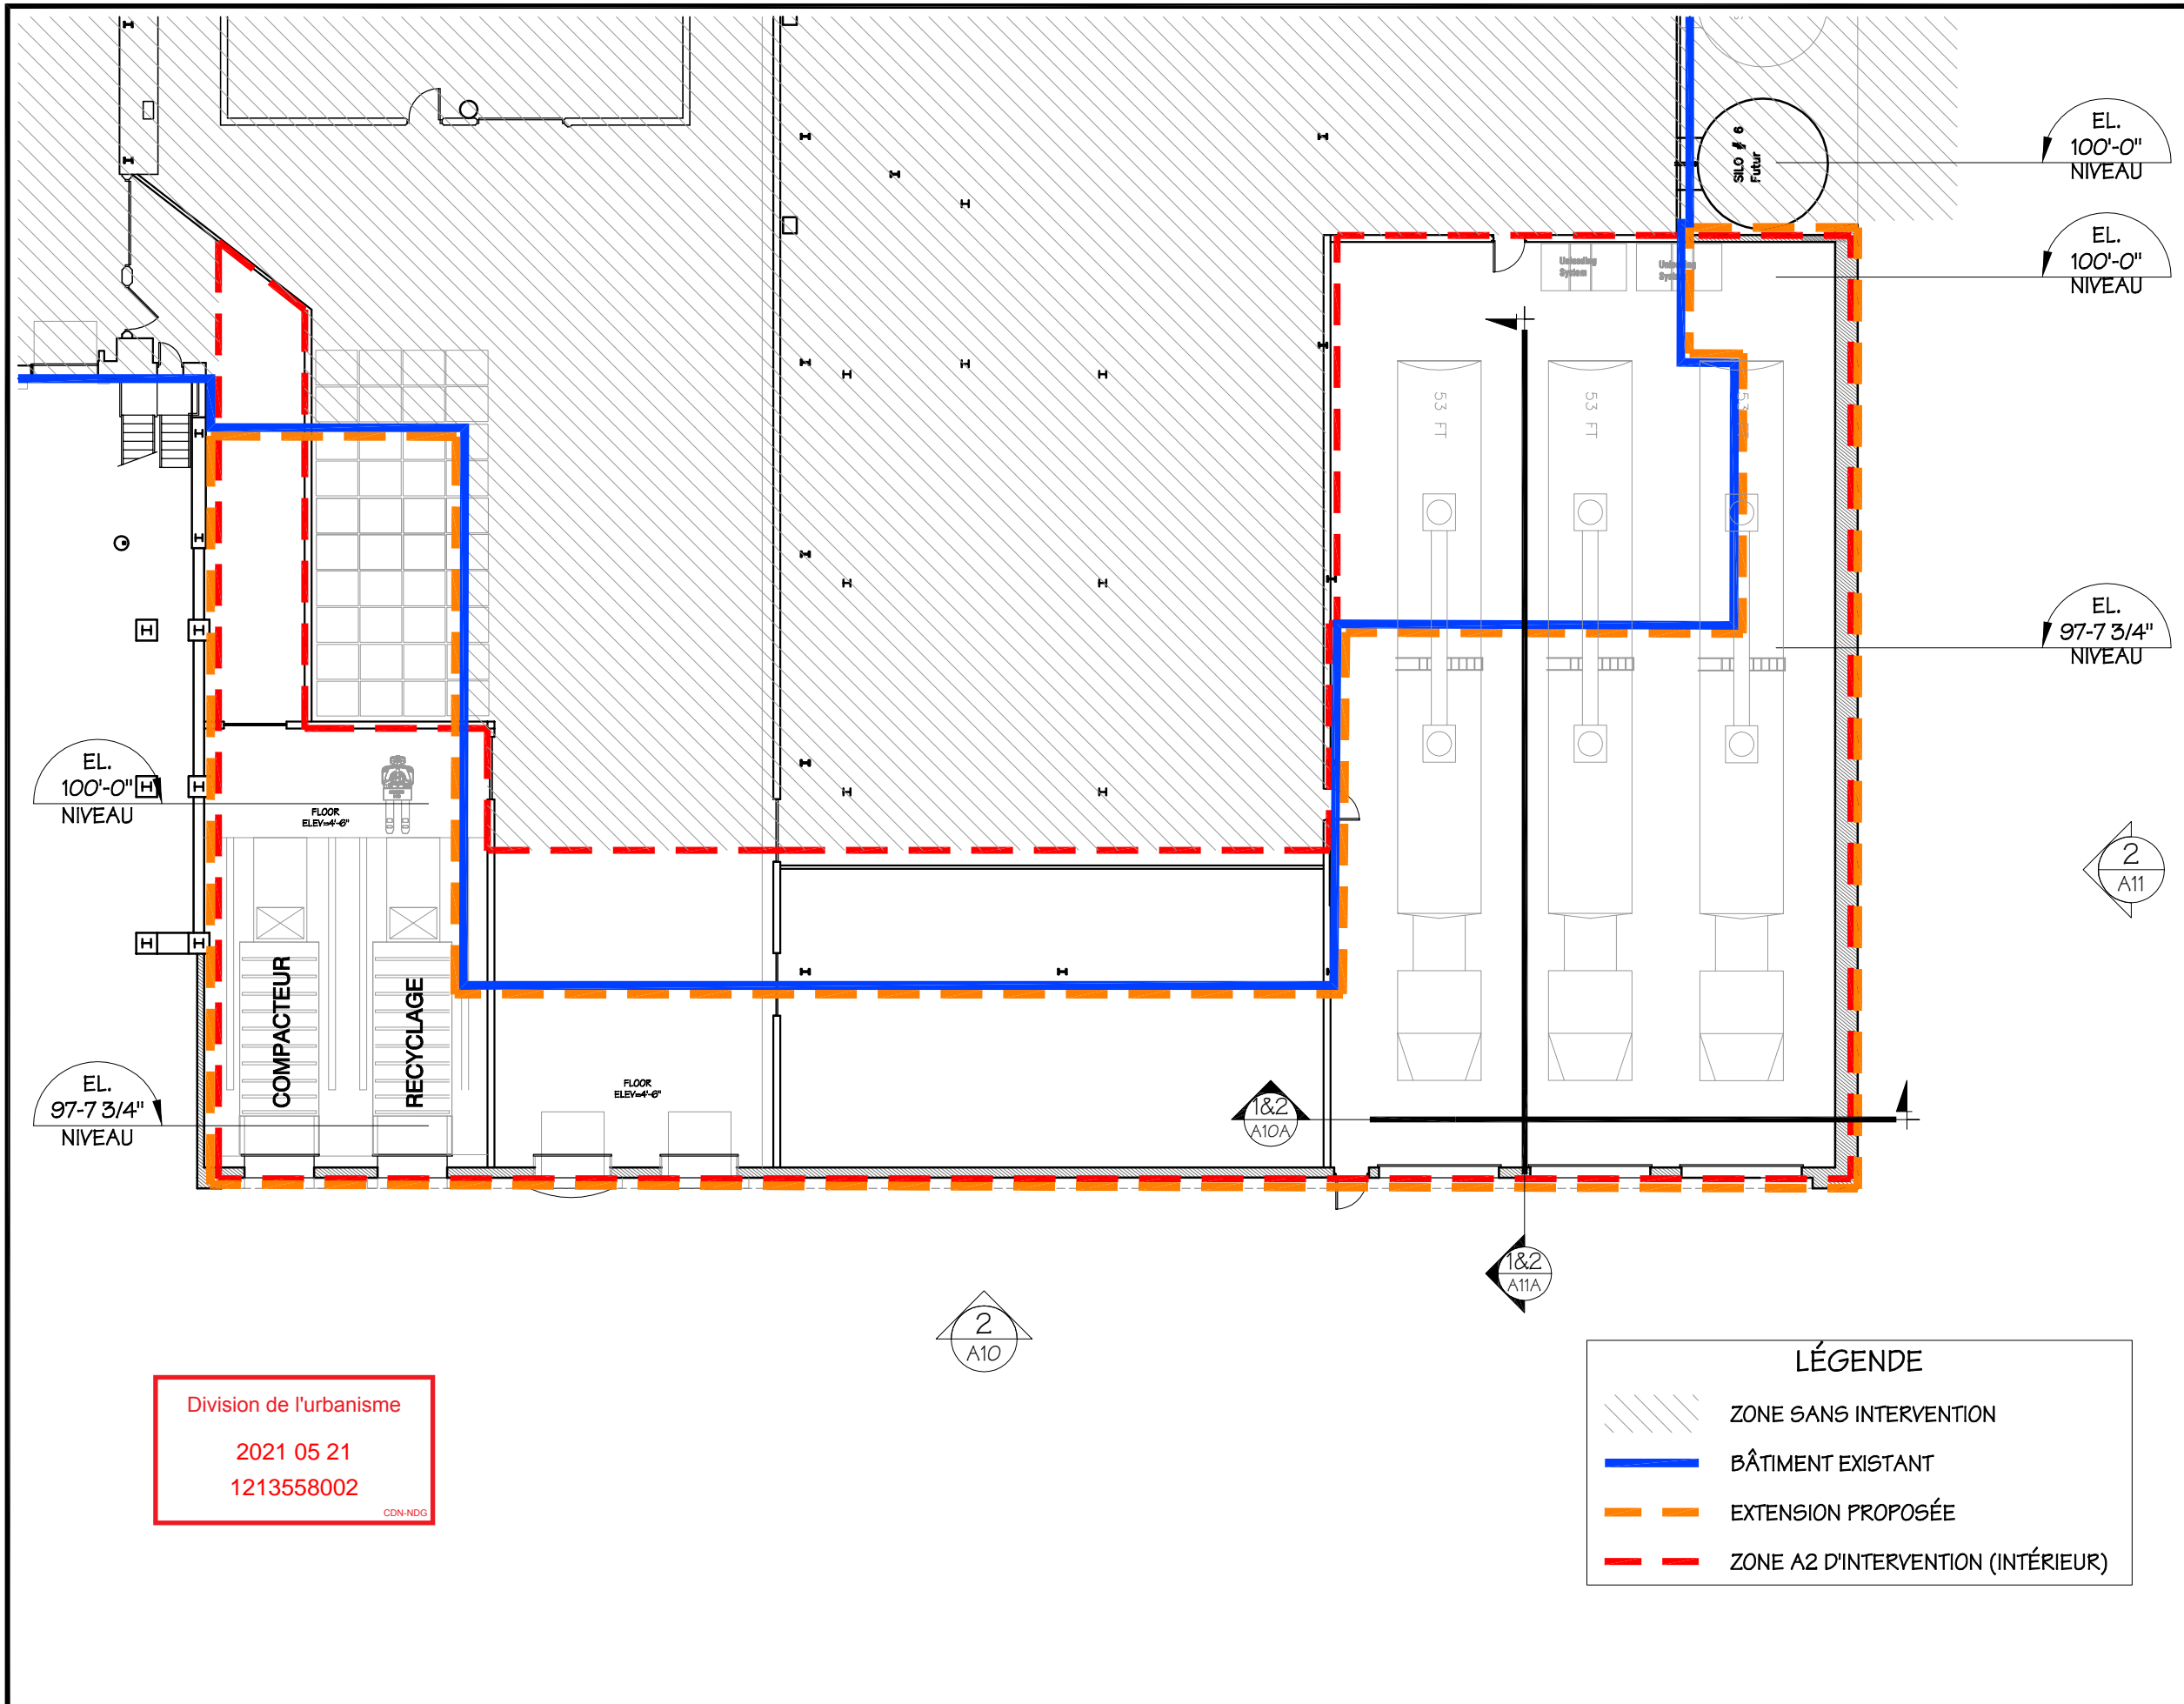 EL.
100'-0"
NIVEAU
SILO # 6
Futur
EL.
100'-0"
NIVEAU
Unloading
System
53 FT
53 FT
EL.
97-7 3/4"
NIVEAU
EL.
100'-0"
NIVEAU
FLOOR
ELEV=4'-6"
2
A11
COMPACTEUR
RECYCLAGE
EL.
97-7 3/4"
NIVEAU
FLOOR
ELEV=4'-6"
1&2
A10A
1&2
A11A
2
A10
LÉGENDE
ZONE SANS INTERVENTION
BÂTIMENT EXISTANT
EXTENSION PROPOSÉE
ZONE A2 D'INTERVENTION (INTÉRIEUR)
Division de l'urbanisme
2021 05 21
1213558002
CDN-NDG